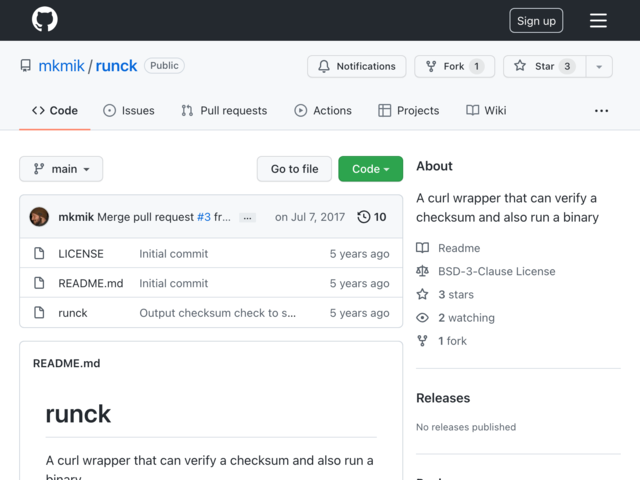 Sign up
mkmik / runck Public
Notifications Fork 1 Star 3
Code Issues Pull requests Actions Projects Wiki
main Go to file Code
mkmik Merge pull request #3 fr... on Jul 7, 2017 10
LICENSE Initial commit 5 years ago
README.md Initial commit 5 years ago
runck Output checksum check to s... 5 years ago
README.md
runck
A curl wrapper that can verify a checksum and also run a
About
A curl wrapper that can verify a
checksum and also run a binary
Readme
BSD-3-Clause License
3 stars
2 watching
1 fork
Releases
No releases published